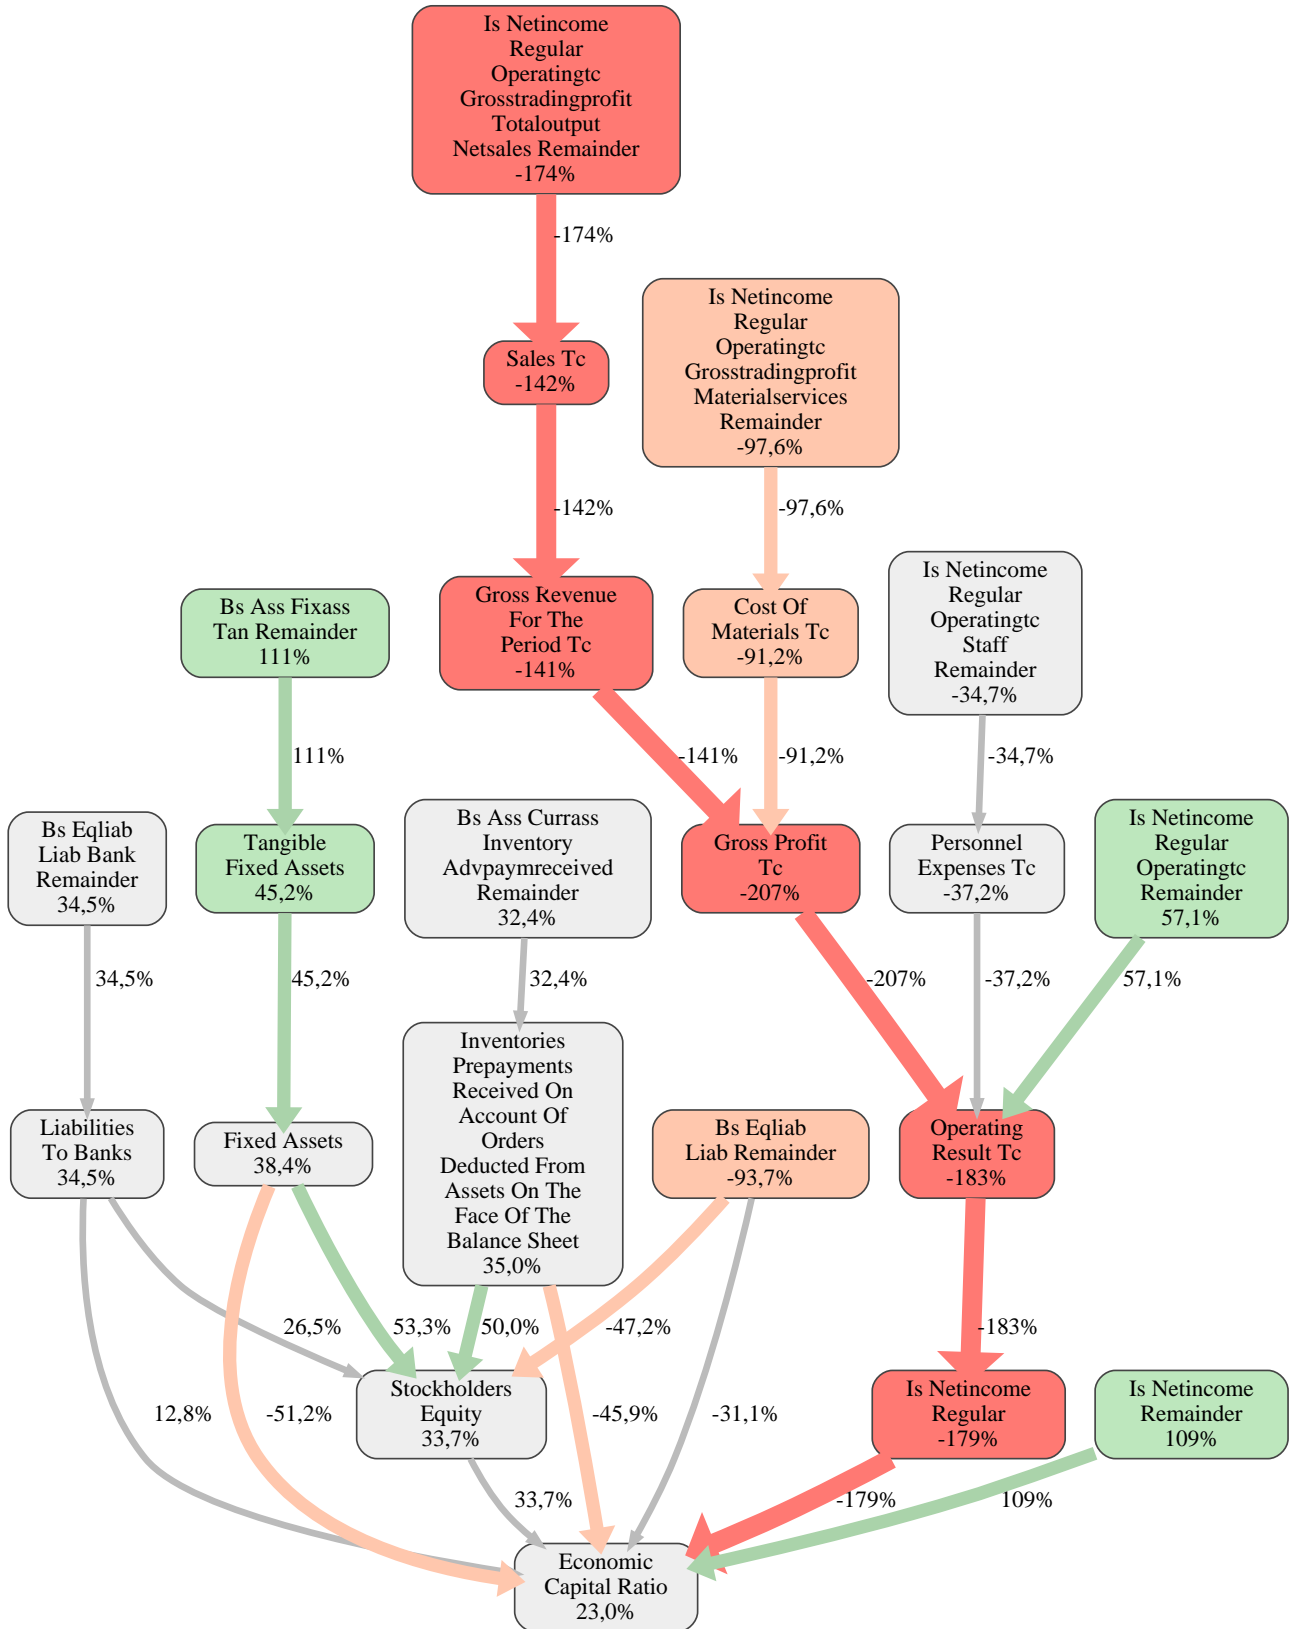 Is Netincome
Regular
Operatingtc
Grosstradingprofit
Totaloutput
Netsales Remainder
-174%
-174%
Sales Tc
-142%
Is Netincome
Regular
Operatingtc
Grosstradingprofit
Materialservices
Remainder
-97,6%
-142%
-97,6%
Bs Ass Fixass
Tan Remainder
111%
Gross Revenue
For The
Period Tc
-141%
Cost Of
Materials Tc
-91,2%
Is Netincome
Regular
Operatingtc
Staff
Remainder
-34,7%
111%
-141%
-91,2%
-34,7%
Bs Eqliab
Liab Bank
Remainder
34,5%
Tangible
Fixed Assets
45,2%
Bs Ass Currass
Inventory
Advpaymreceived
Remainder
32,4%
Gross Profit
Tc
-207%
Personnel
Expenses Tc
-37,2%
Is Netincome
Regular
Operatingtc
Remainder
57,1%
34,5%
45,2%
32,4%
-207%
-37,2%
57,1%
Liabilities
To Banks
34,5%
Fixed Assets
38,4%
Inventories
Prepayments
Received On
Account Of
Orders
Deducted From
Assets On The
Face Of The
Balance Sheet
35,0%
Bs Eqliab
Liab Remainder
-93,7%
Operating
Result Tc
-183%
26,5%
53,3%
50,0%
-47,2%
-183%
12,8%
-51,2%
Stockholders
Equity
33,7%
-45,9%
-31,1%
Is Netincome
Regular
-179%
Is Netincome
Remainder
109%
33,7%
-179%
109%
Economic
Capital Ratio
23,0%